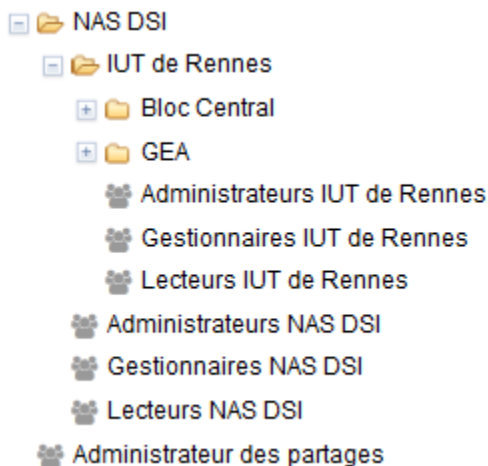 NAS DSI
IUT de Rennes
Bloc Central
GEA
Administrateurs IUT de Rennes
Gestionnaires IUT de Rennes
Lecteurs IUT de Rennes
Administrateurs NAS DSI
Gestionnaires NAS DSI
Lecteurs NAS DSI
Administrateur des partages